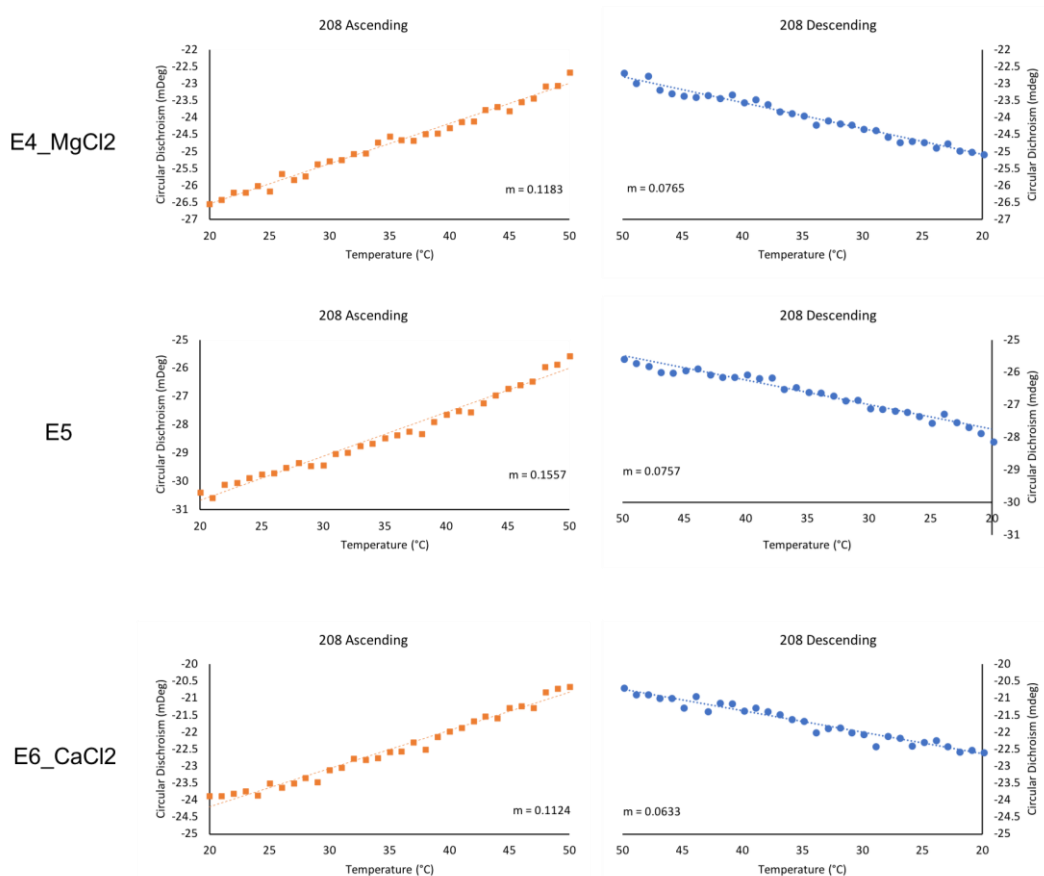 208 Ascending
208 Descending
E4_MgCl2
Circular Dischroism (mDeg)
-22
-22.5
-23
-23.5
-24
-24.5
-25
-25.5
-26
-26.5
-27
20 25 30 35 40 45 50
Temperature (°C)
m = 0.1183
-22
-22.5
-23
-23.5
-24
-24.5
-25
-25.5
-26
-26.5
-27
Circular Dichroism (mdeg)
50 45 40 35 30 25 20
Temperature (°C)
m = 0.0765
208 Ascending
208 Descending
E5
Circular Dischroism (mDeg)
-25
-26
-27
-28
-29
-30
-31
20 30 40 50
Temperature (°C)
m = 0.1557
-25
-26
-27
-28
-29
-30
-31
Circular Dichroism (mdeg)
50 45 40 35 30 25 20
Temperature (°C)
m = 0.0757
208 Ascending
208 Descending
E6_CaCl2
Circular Dischroism (mDeg)
-20
-20.5
-21
-21.5
-22
-22.5
-23
-23.5
-24
-24.5
-25
20 25 30 35 40 45 50
Temperature (°C)
m = 0.1124
-20
-20.5
-21
-21.5
-22
-22.5
-23
-23.5
-24
-24.5
-25
Circular Dichroism (mdeg)
50 45 40 35 30 25 20
Temperature (°C)
m = 0.0633